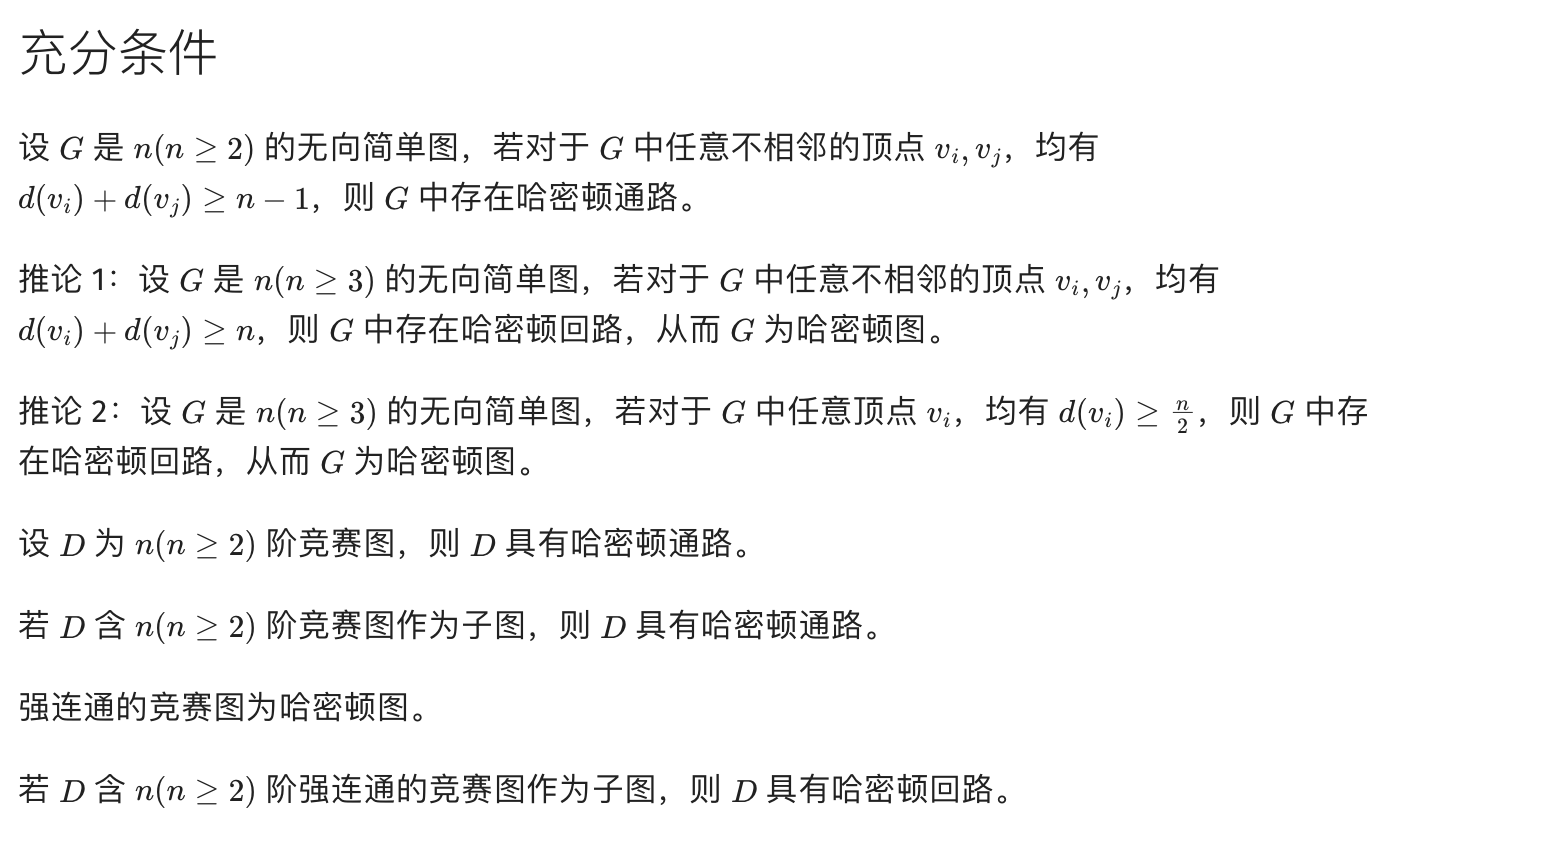 充分条件
设 G 是 n(n ≥ 2) 的无向简单图，若对于 G 中任意不相邻的顶点 v_i, v_j，均有
d(v_i) + d(v_j) ≥ n − 1，则 G 中存在哈密顿通路。
推论 1：设 G 是 n(n ≥ 3) 的无向简单图，若对于 G 中任意不相邻的顶点 v_i, v_j，均有
d(v_i) + d(v_j) ≥ n，则 G 中存在哈密顿回路，从而 G 为哈密顿图。
推论 2：设 G 是 n(n ≥ 3) 的无向简单图，若对于 G 中任意顶点 v_i，均有 d(v_i) ≥ n/2，则 G 中存
在哈密顿回路，从而 G 为哈密顿图。
设 D 为 n(n ≥ 2) 阶竞赛图，则 D 具有哈密顿通路。
若 D 含 n(n ≥ 2) 阶竞赛图作为子图，则 D 具有哈密顿通路。
强连通的竞赛图为哈密顿图。
若 D 含 n(n ≥ 2) 阶强连通的竞赛图作为子图，则 D 具有哈密顿回路。